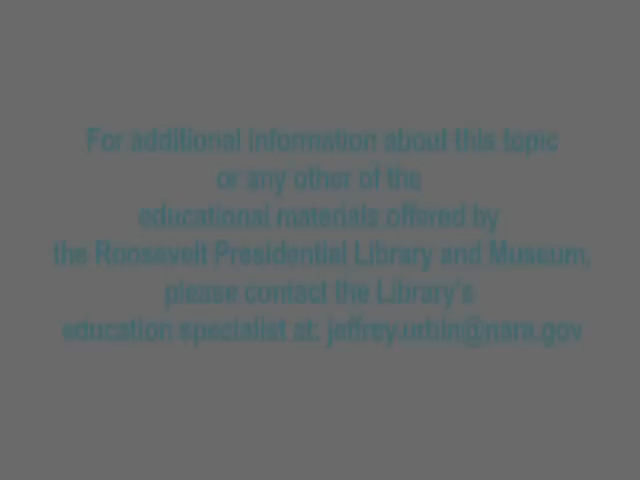 For additional information about this topic
or any other of the
educational materials offered by
the Roosevelt Presidential Library and Museum,
please contact the Library's
education specialist at: jeffrey.urbin@nara.gov